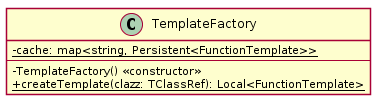 C TemplateFactory
-cache: map<string, Persistent<FunctionTemplate>>
-TemplateFactory() «constructor»
+createTemplate(clazz: TClassRef): Local<FunctionTemplate>